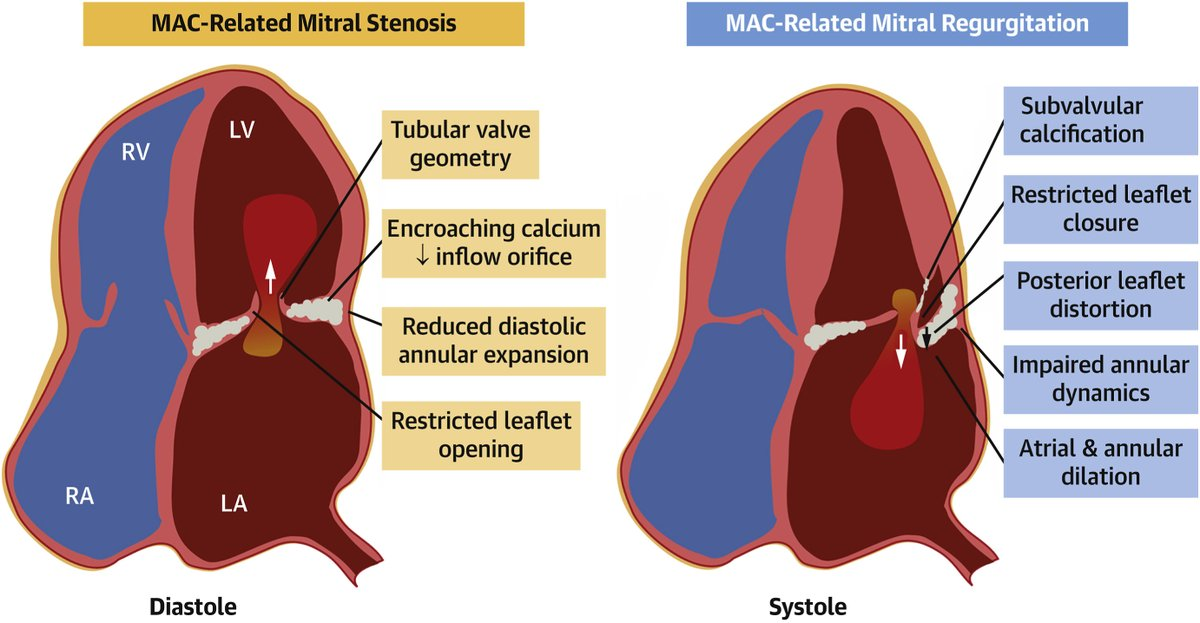 MAC-Related Mitral Stenosis
RV
LV
Tubular valve
geometry
Encroaching calcium
↓ inflow orifice
Reduced diastolic
annular expansion
Restricted leaflet
opening
RA
LA
Diastole
MAC-Related Mitral Regurgitation
Subvalvular
calcification
Restricted leaflet
closure
Posterior leaflet
distortion
Impaired annular
dynamics
Atrial & annular
dilation
Systole